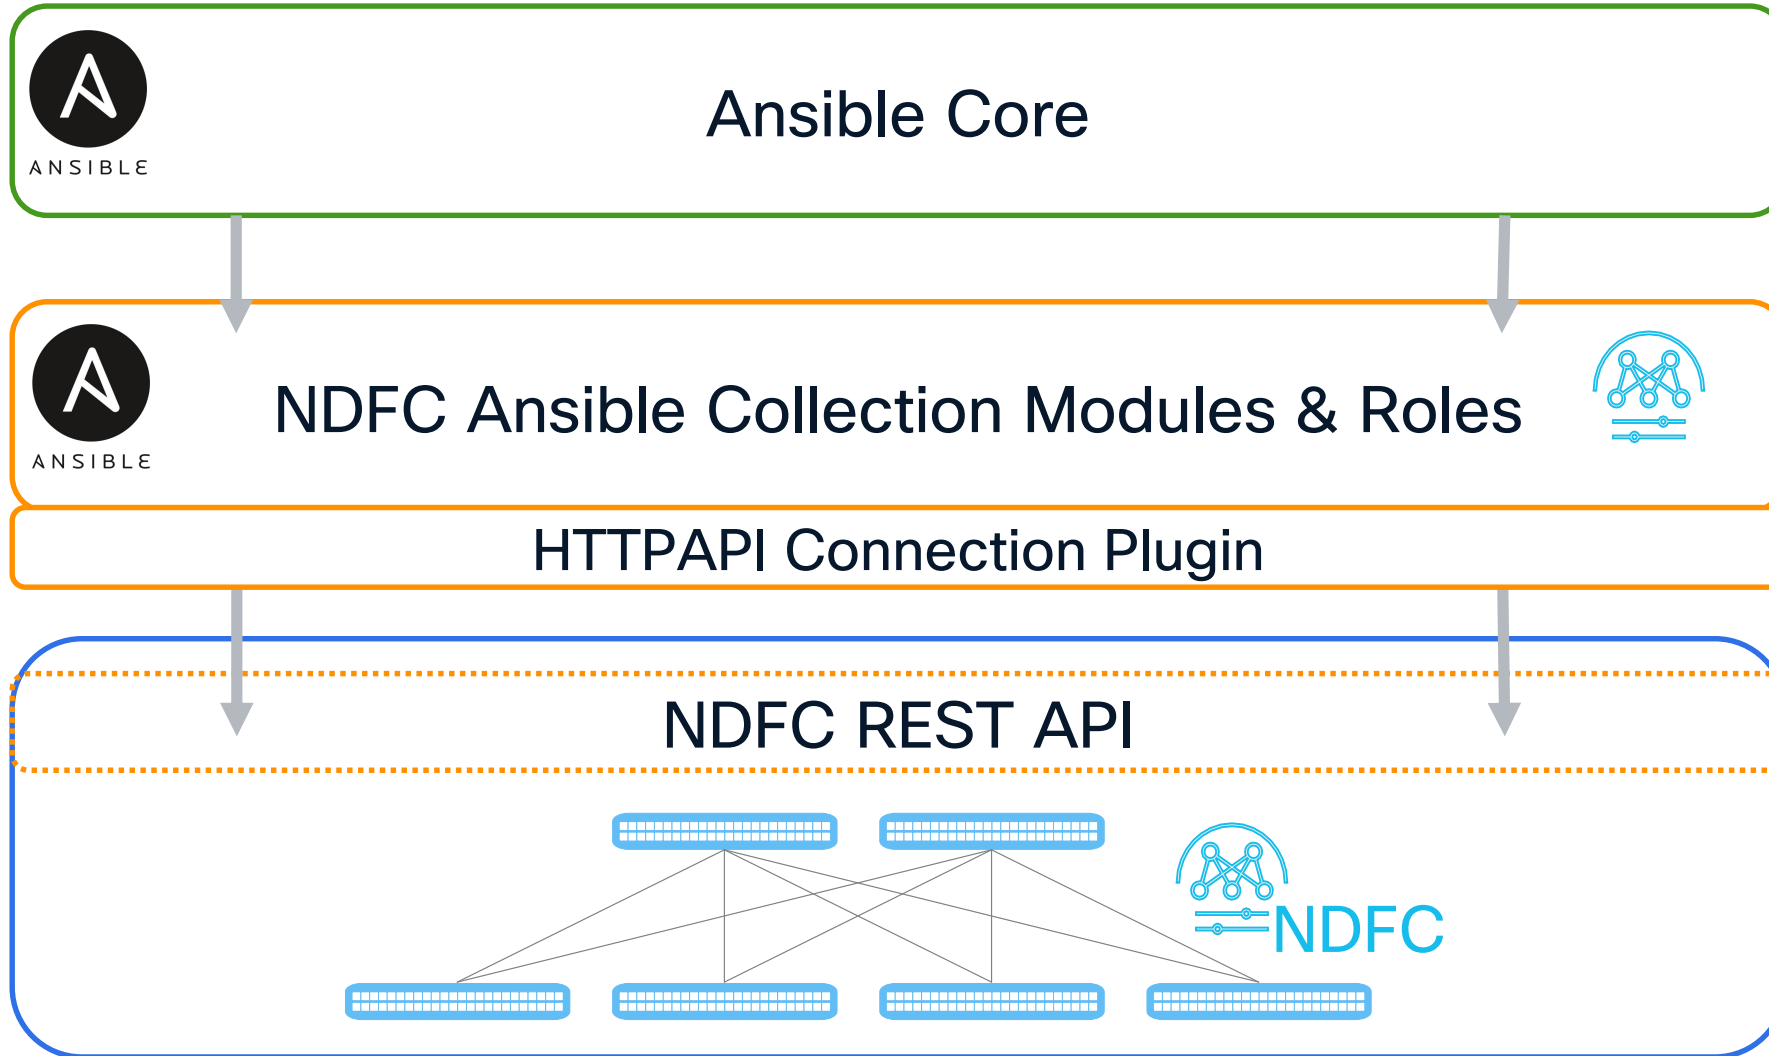 Ansible Core
ANSIBLE
NDFC Ansible Collection Modules & Roles
ANSIBLE
HTTPAPI Connection Plugin
NDFC REST API
NDFC